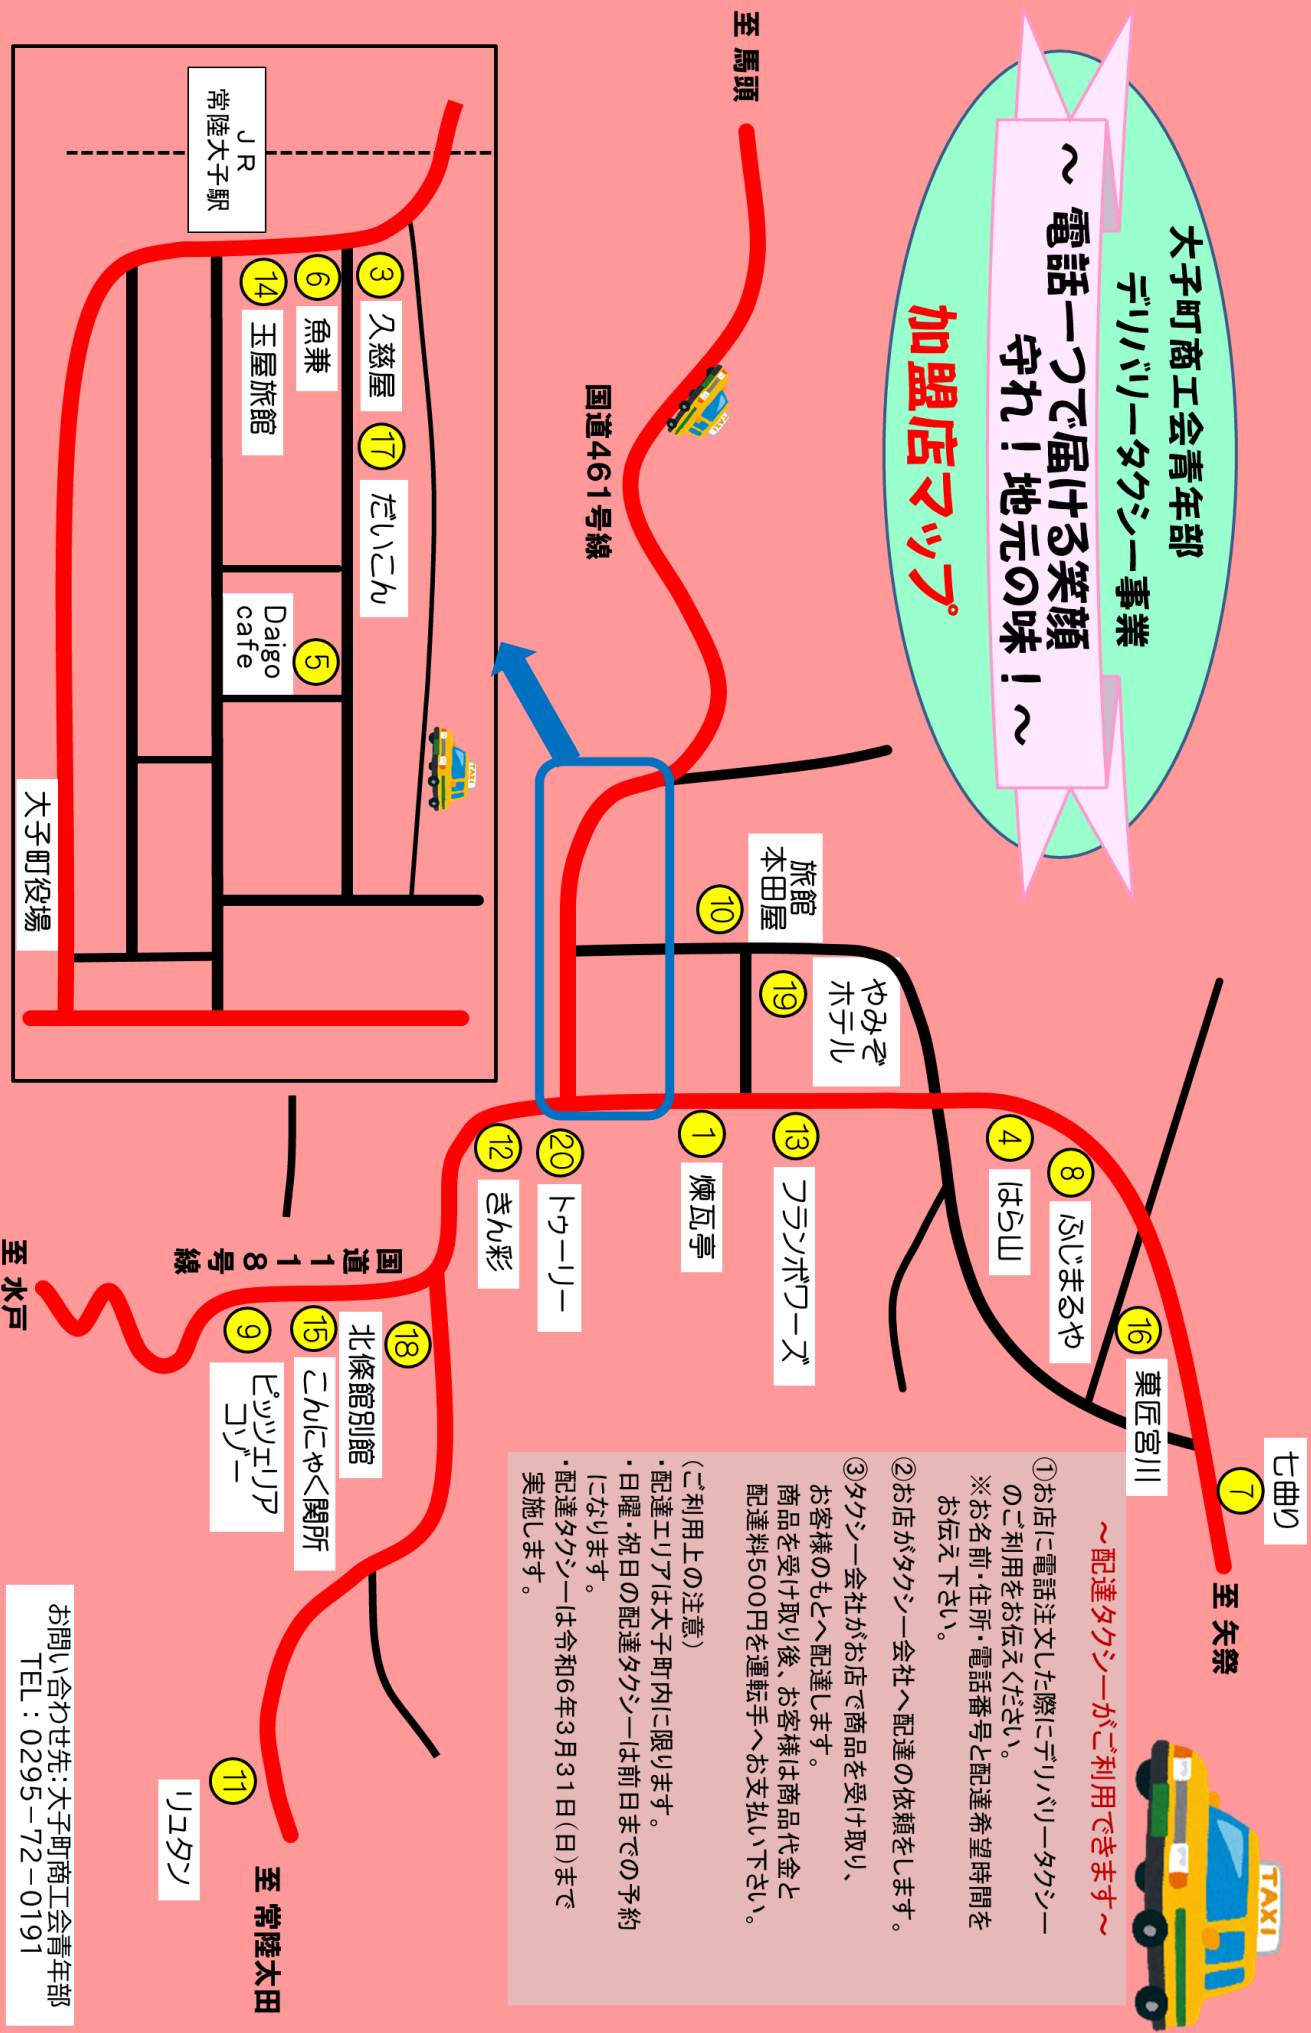 大子町商工会青年部
デリバリータクシー事業
～ 電話一つで届ける笑顔
守れ！地元の味！～
加盟店マップ
至 馬頭
国道461号線
JR
常陸大子駅
3
久慈屋
17
だいこん
6
魚兼
14
玉屋旅館
5
Daigo
cafe
大子町役場
旅館
本田屋
10
やみぞ
ホテル
19
4
はら山
8
ふじまるや
16
菓匠宮川
七曲り
7
至 矢祭
13
フランボワーズ
1
煉瓦亭
20
トゥーリー
12
きん彩
国道118号線
18
北條館別館
15
こんにゃく関所
9
ピッツェリア
コゾー
至 水戸
11
リュタン
至 常陸太田
～配達タクシーがご利用できます～
①お店に電話注文した際にデリバリータクシー
のご利用をお伝えください。
※お名前・住所・電話番号と配達希望時間を
お伝え下さい。
②お店がタクシー会社へ配達の依頼をします。
③タクシー会社がお店で商品を受け取り、
お客様のもとへ配達します。
商品を受け取り後、お客様は商品代金と
配達料500円を運転手へお支払い下さい。
（ご利用上の注意）
・配達エリアは大子町内に限ります。
・日曜・祝日の配達タクシーは前日までの予約
になります。
・配達タクシーは令和6年3月31日（日）まで
実施します。
TAXI
お問い合わせ先：大子町商工会青年部
TEL：0295－72－0191